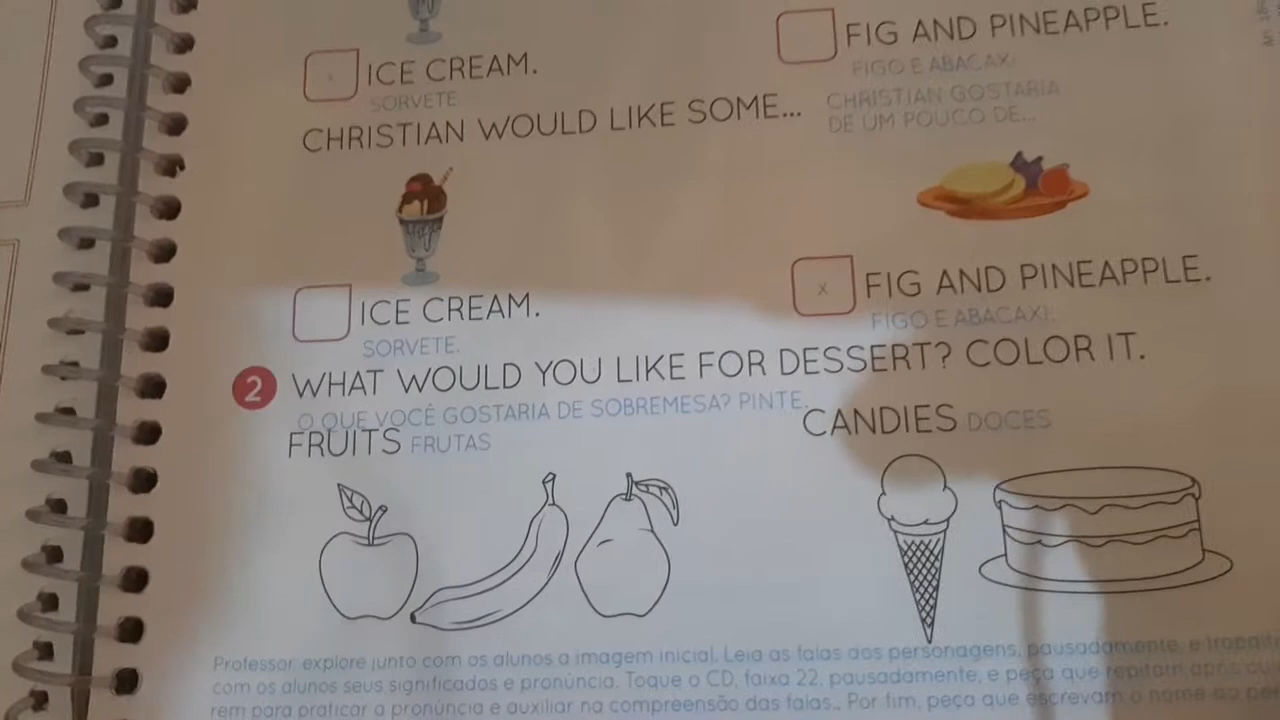 ICE CREAM.
SORVETE.
FIG AND PINEAPPLE.
FIGO E ABACAXI.
CHRISTIAN WOULD LIKE SOME...
CHRISTIAN GOSTARIA
DE UM POUCO DE...
ICE CREAM.
SORVETE.
X FIG AND PINEAPPLE.
FIGO E ABACAXI.
2 WHAT WOULD YOU LIKE FOR DESSERT? COLOR IT.
O QUE VOCÊ GOSTARIA DE SOBREMESA? PINTE.
FRUITS FRUTAS
CANDIES DOCES
Professor, explore junto com os alunos a imagem inicial. Leia as falas dos personagens, pausadamente, e
com os alunos seus significados e pronúncia. Toque o CD, faixa 22, pausadamente, e peça que repitam após
rem para praticar a pronúncia e auxiliar na compreensão das falas.. Por fim, peça que escrevam o nome